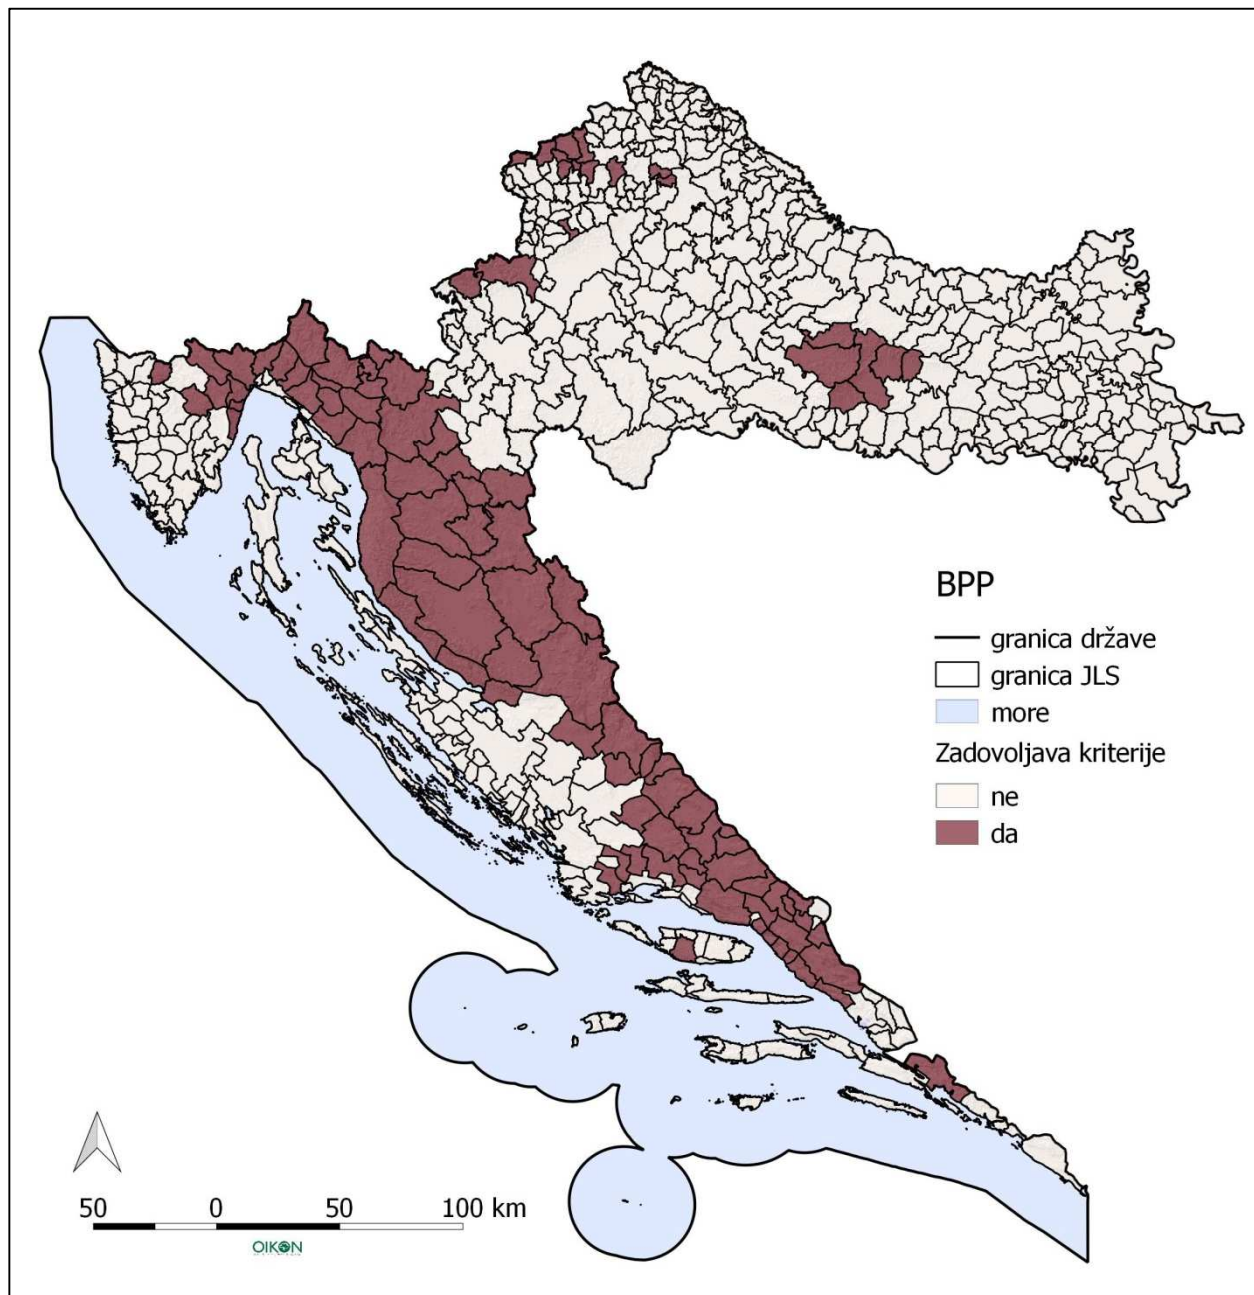 BPP
granica države
granica JLS
more
Zadovoljava kriterije
ne
da
50 0 50 100 km
OIKON